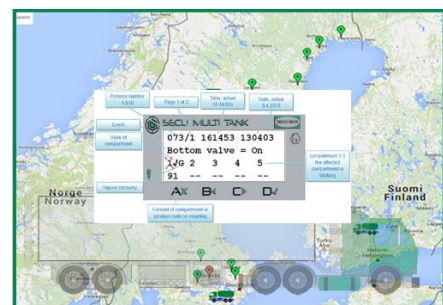 Protocol number
Page 1 of 2
Time, actual
Date, actual
SECU MULTI TANK
073/1 161453 130403
Event
Bottom valve = On
State of
compartment
1/G 2 3 4 5
91 -- -- -- --
compartment 1-5
the affected
compartment is
blinking
Vapour recovery
A B C D
Content of compartment or
product code on coupling
Norge
Norway
Suomi
Finland